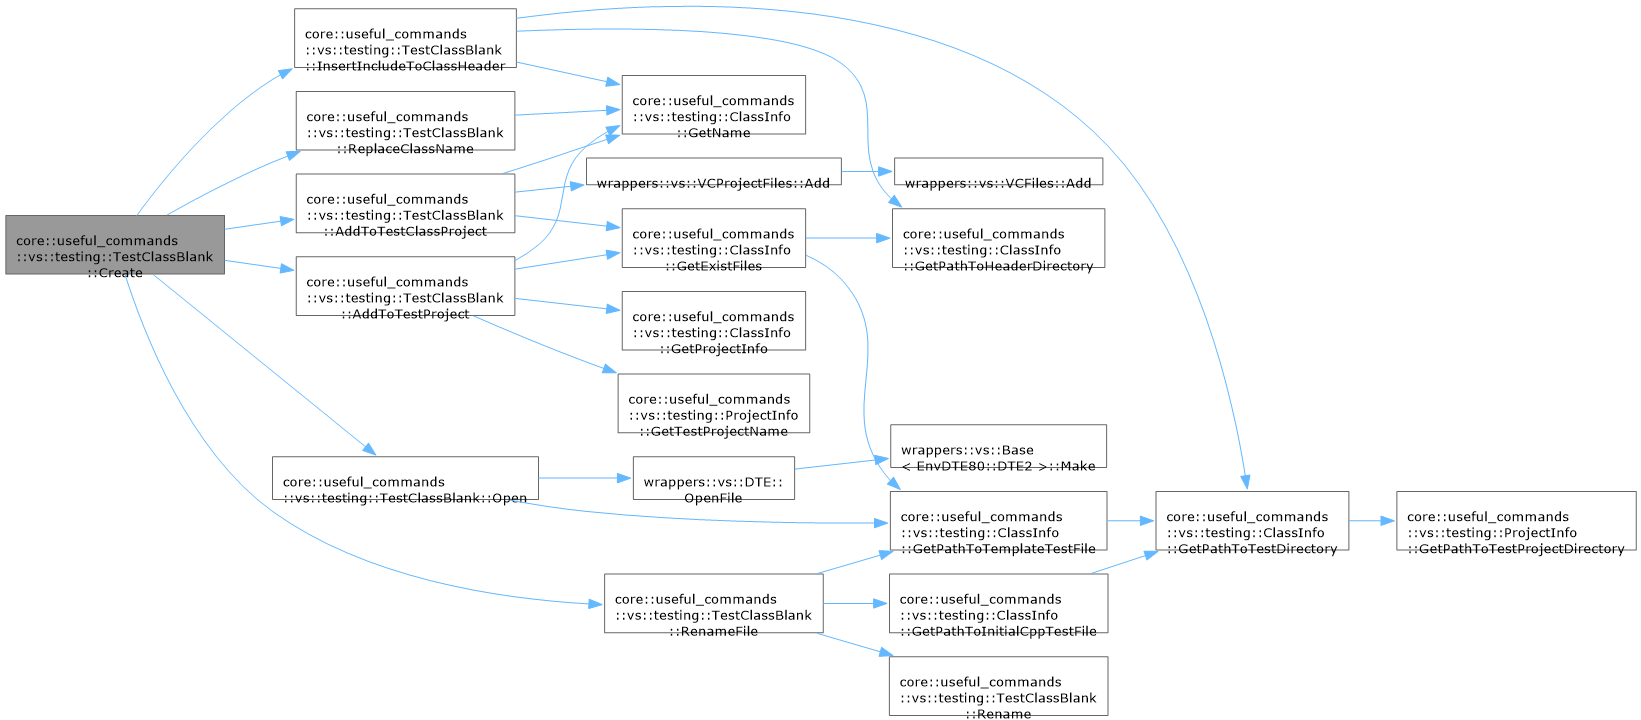 core::useful_commands
::vs::testing::TestClassBlank
::Create
core::useful_commands
::vs::testing::TestClassBlank
::InsertIncludeToClassHeader
core::useful_commands
::vs::testing::TestClassBlank
::ReplaceClassName
core::useful_commands
::vs::testing::TestClassBlank
::AddToTestClassProject
core::useful_commands
::vs::testing::TestClassBlank
::AddToTestProject
core::useful_commands
::vs::testing::TestClassBlank::Open
core::useful_commands
::vs::testing::TestClassBlank
::RenameFile
core::useful_commands
::vs::testing::ClassInfo
::GetName
wrappers::vs::VCProjectFiles::Add
core::useful_commands
::vs::testing::ClassInfo
::GetExistFiles
core::useful_commands
::vs::testing::ClassInfo
::GetProjectInfo
core::useful_commands
::vs::testing::ProjectInfo
::GetTestProjectName
wrappers::vs::DTE::
OpenFile
wrappers::vs::VCFiles::Add
core::useful_commands
::vs::testing::ClassInfo
::GetPathToHeaderDirectory
wrappers::vs::Base
< EnvDTE80::DTE2 >::Make
core::useful_commands
::vs::testing::ClassInfo
::GetPathToTemplateTestFile
core::useful_commands
::vs::testing::ClassInfo
::GetPathToInitialCppTestFile
core::useful_commands
::vs::testing::TestClassBlank
::Rename
core::useful_commands
::vs::testing::ClassInfo
::GetPathToTestDirectory
core::useful_commands
::vs::testing::ProjectInfo
::GetPathToTestProjectDirectory